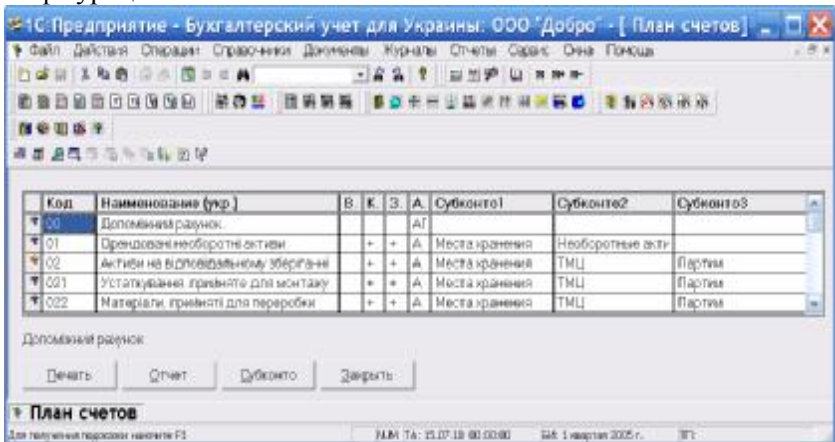 1С:Предприятие - Бухгалтерский учет для Украины: ООО "Добро" - [ План счетов]
Файл Действия Операции Справочники Документы Журналы Отчеты Сервис Окна Помощь
Код Наименование (укр.) В. К. З. А. Субконто1 Субконто2 Субконто3
00 Допоміжний рахунок. АП
01 Орендовані необоротні активи + + А Места хранения Необоротные акти
02 Активи на відповідальному зберіганні + + А Места хранения ТМЦ Партии
021 Устаткування, прийняте для монтажу + + А Места хранения ТМЦ Партии
022 Матеріали, прийняті для переробки + + А Места хранения ТМЦ Партии
Допоміжний рахунок
Печать Отчет Субконто Закрыть
План счетов
Для получения подсказки нажмите F1 NUM ТА: 15.07.10 00:00:00 БИ: 1 квартал 2005 г. ТП: